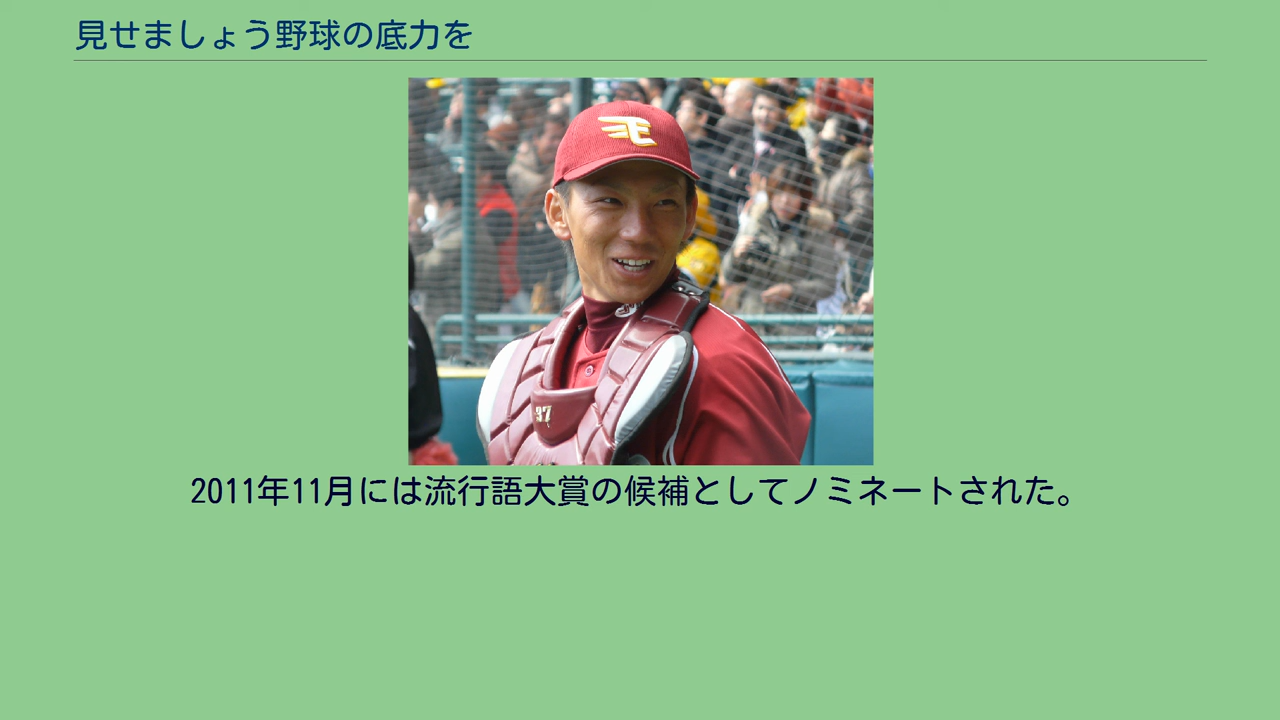 見せましょう野球の底力を
37
2011年11月には流行語大賞の候補としてノミネートされた。